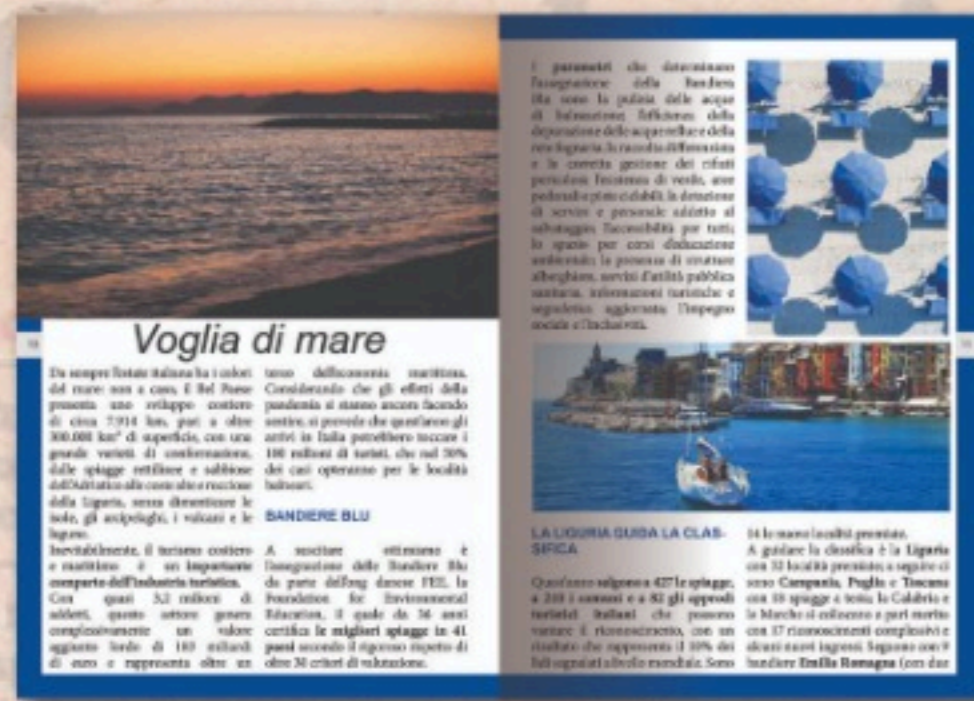 Voglia di mare
Da sempre l'estate italiana ha i colori
del mare: non a caso, il Bel Paese
presenta uno sviluppo costiero
di circa 7.914 km, pari a oltre
300.000 km² di superficie, con una
grande varietà di conformazione,
dalle spiagge rettilinee e sabbiose
dell'Adriatico alle coste alte e rocciose
della Liguria, senza dimenticare le
isole, gli arcipelaghi, i vulcani e le
lagune.
Inevitabilmente, il turismo costiero
e marittimo è un importante
comparto dell'industria turistica.
Con quasi 5,2 milioni di
addetti, questo settore genera
complessivamente un valore
aggiunto lordo di 183 miliardi
di euro e rappresenta oltre un
terzo dell'economia marittima.
Considerando che gli effetti della
pandemia si stanno ancora facendo
sentire, si prevede che quest'anno gli
arrivi in Italia potrebbero toccare i
100 milioni di turisti, che nel 50%
dei casi opteranno per le località
balneari.
BANDIERE BLU
A suscitare ottimismo è
l'assegnazione delle Bandiere Blu
da parte dell'ong danese FEE, la
Foundation for Environmental
Education, il quale da 36 anni
certifica le migliori spiagge in 41
paesi secondo il rigoroso rispetto di
oltre 30 criteri di valutazione.
I parametri che determinano
l'assegnazione della Bandiera
Blu sono la pulizia delle acque
di balneazione; l'efficienza della
depurazione delle acque reflue e della
rete fognaria; la raccolta differenziata
e la corretta gestione dei rifiuti
pericolosi; l'esistenza di verde, aree
pedonali e piste ciclabili; la dotazione
di servizi e personale addetto al
salvataggio; l'accessibilità per tutti;
lo spazio per corsi d'educazione
ambientale; la presenza di strutture
alberghiere, servizi d'utilità pubblica
sanitaria, informazioni turistiche e
segnaletica aggiornata; l'impegno
sociale e l'inclusività.
LA LIGURIA GUIDA LA CLAS-
SIFICA
Quest'anno salgono a 427 le spiagge,
a 210 i comuni e a 82 gli approdi
turistici italiani che possono
vantare il riconoscimento, con un
risultato che rappresenta il 10% dei
lidi segnalati a livello mondiale. Sono
14 le nuove località premiate.
A guidare la classifica è la Liguria
con 32 località premiate; a seguire ci
sono Campania, Puglia e Toscana
con 18 spiagge a testa; la Calabria e
le Marche si collocano a pari merito
con 17 riconoscimenti complessivi e
alcuni nuovi ingressi. Seguono con 9
bandiere Emilia Romagna (con due